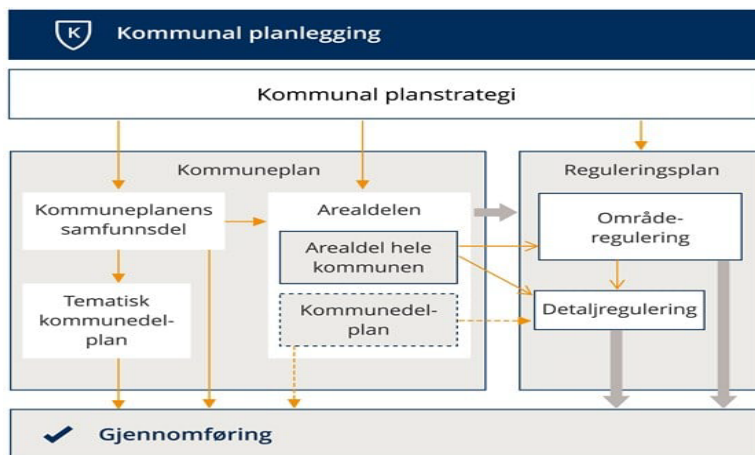 K Kommunal planlegging
Kommunal planstrategi
Kommuneplan
Kommuneplanens
samfunnsdel
Tematisk
kommunedel-
plan
Arealdelen
Arealdel hele
kommunen
Kommunedel-
plan
Reguleringsplan
Område-
regulering
Detaljregulering
Gjennomføring